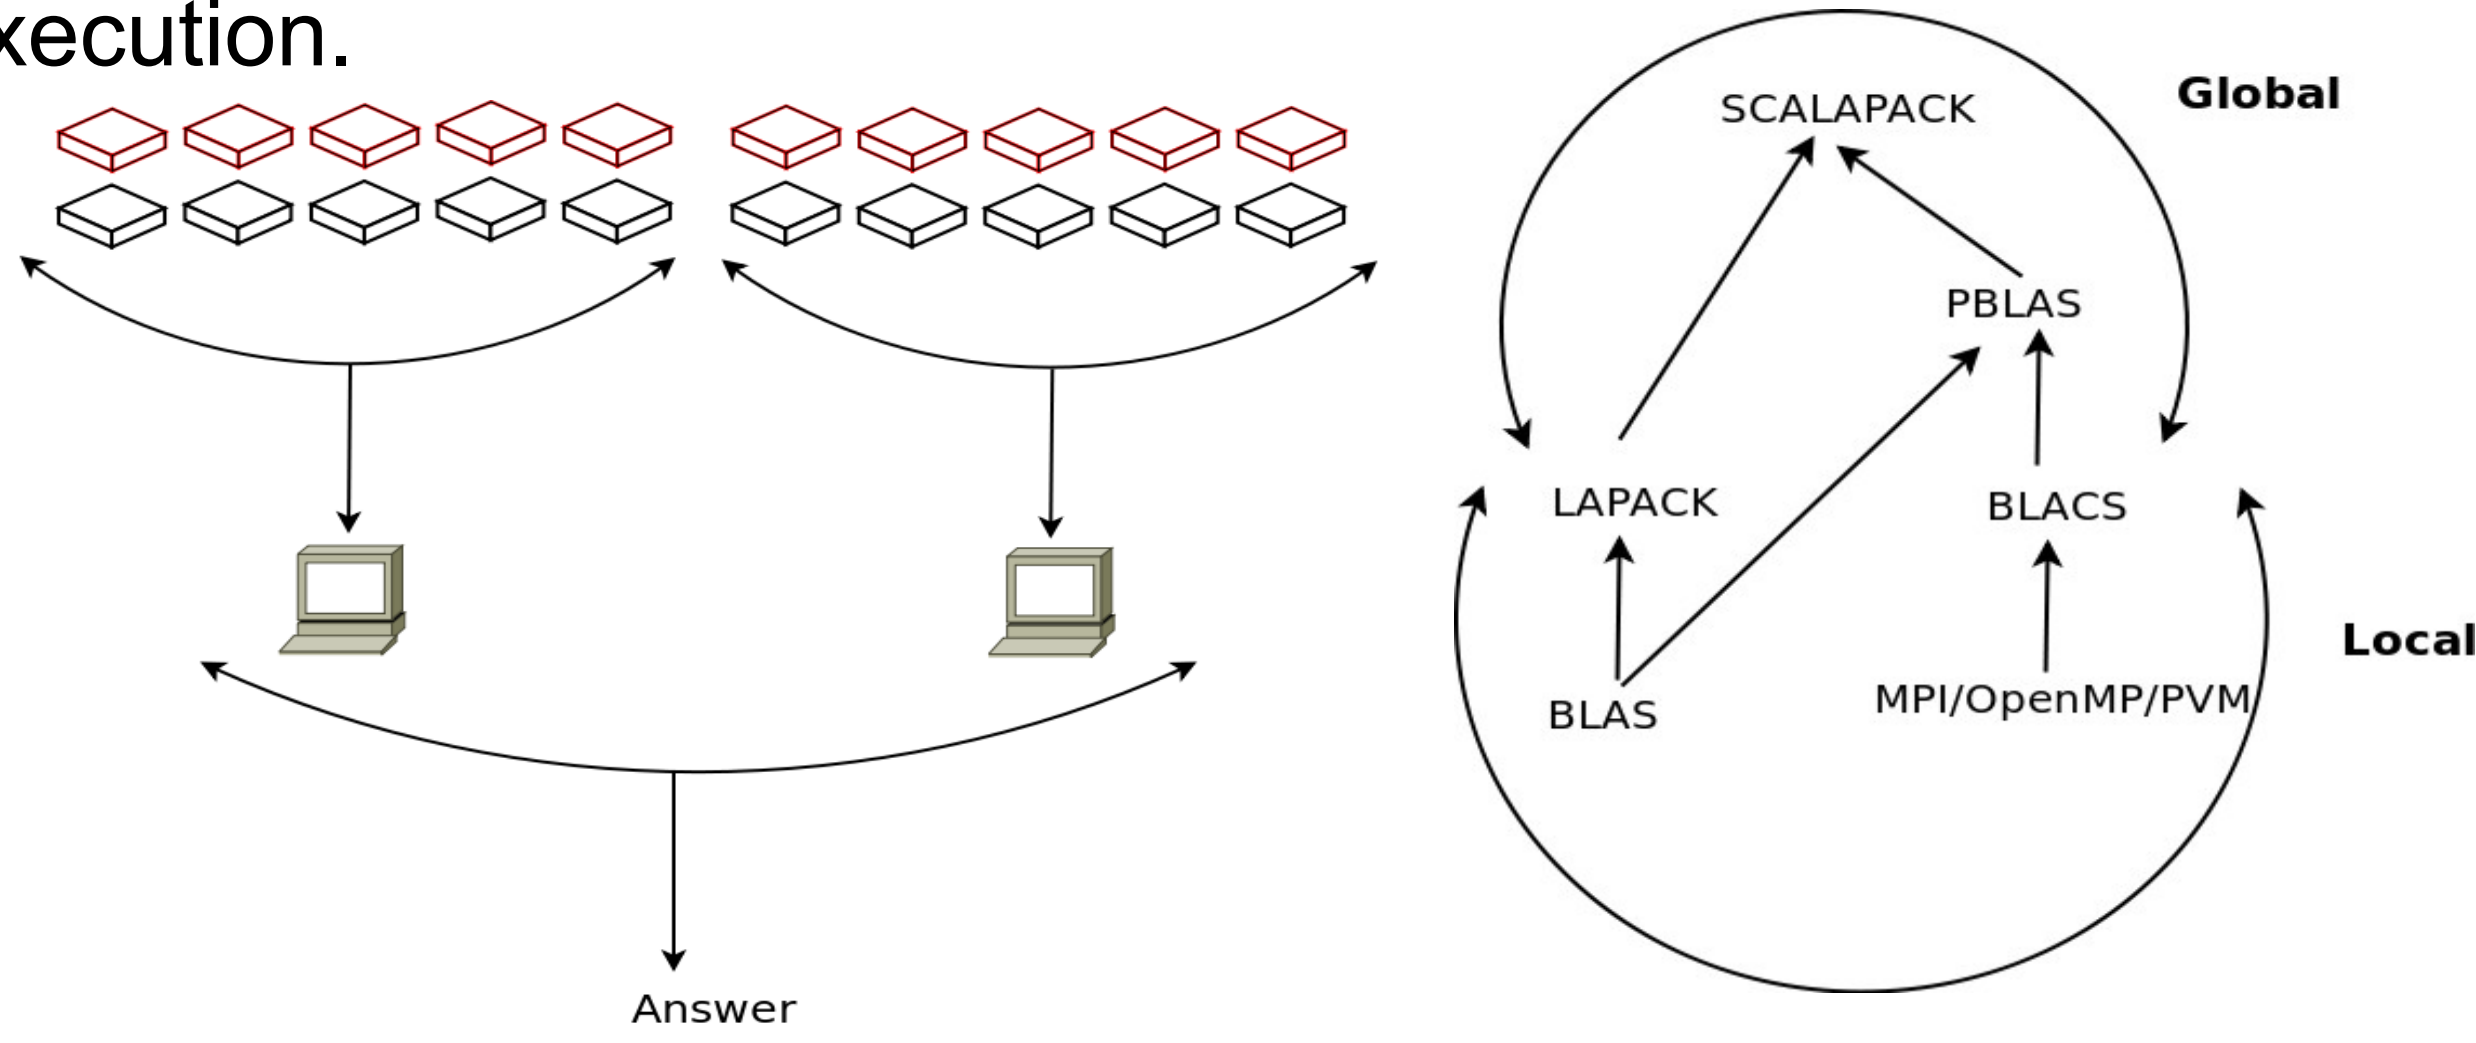 xecution.
Answer
SCALAPACK
Global
PBLAS
LAPACK
BLACS
Local
BLAS
MPI/OpenMP/PVM